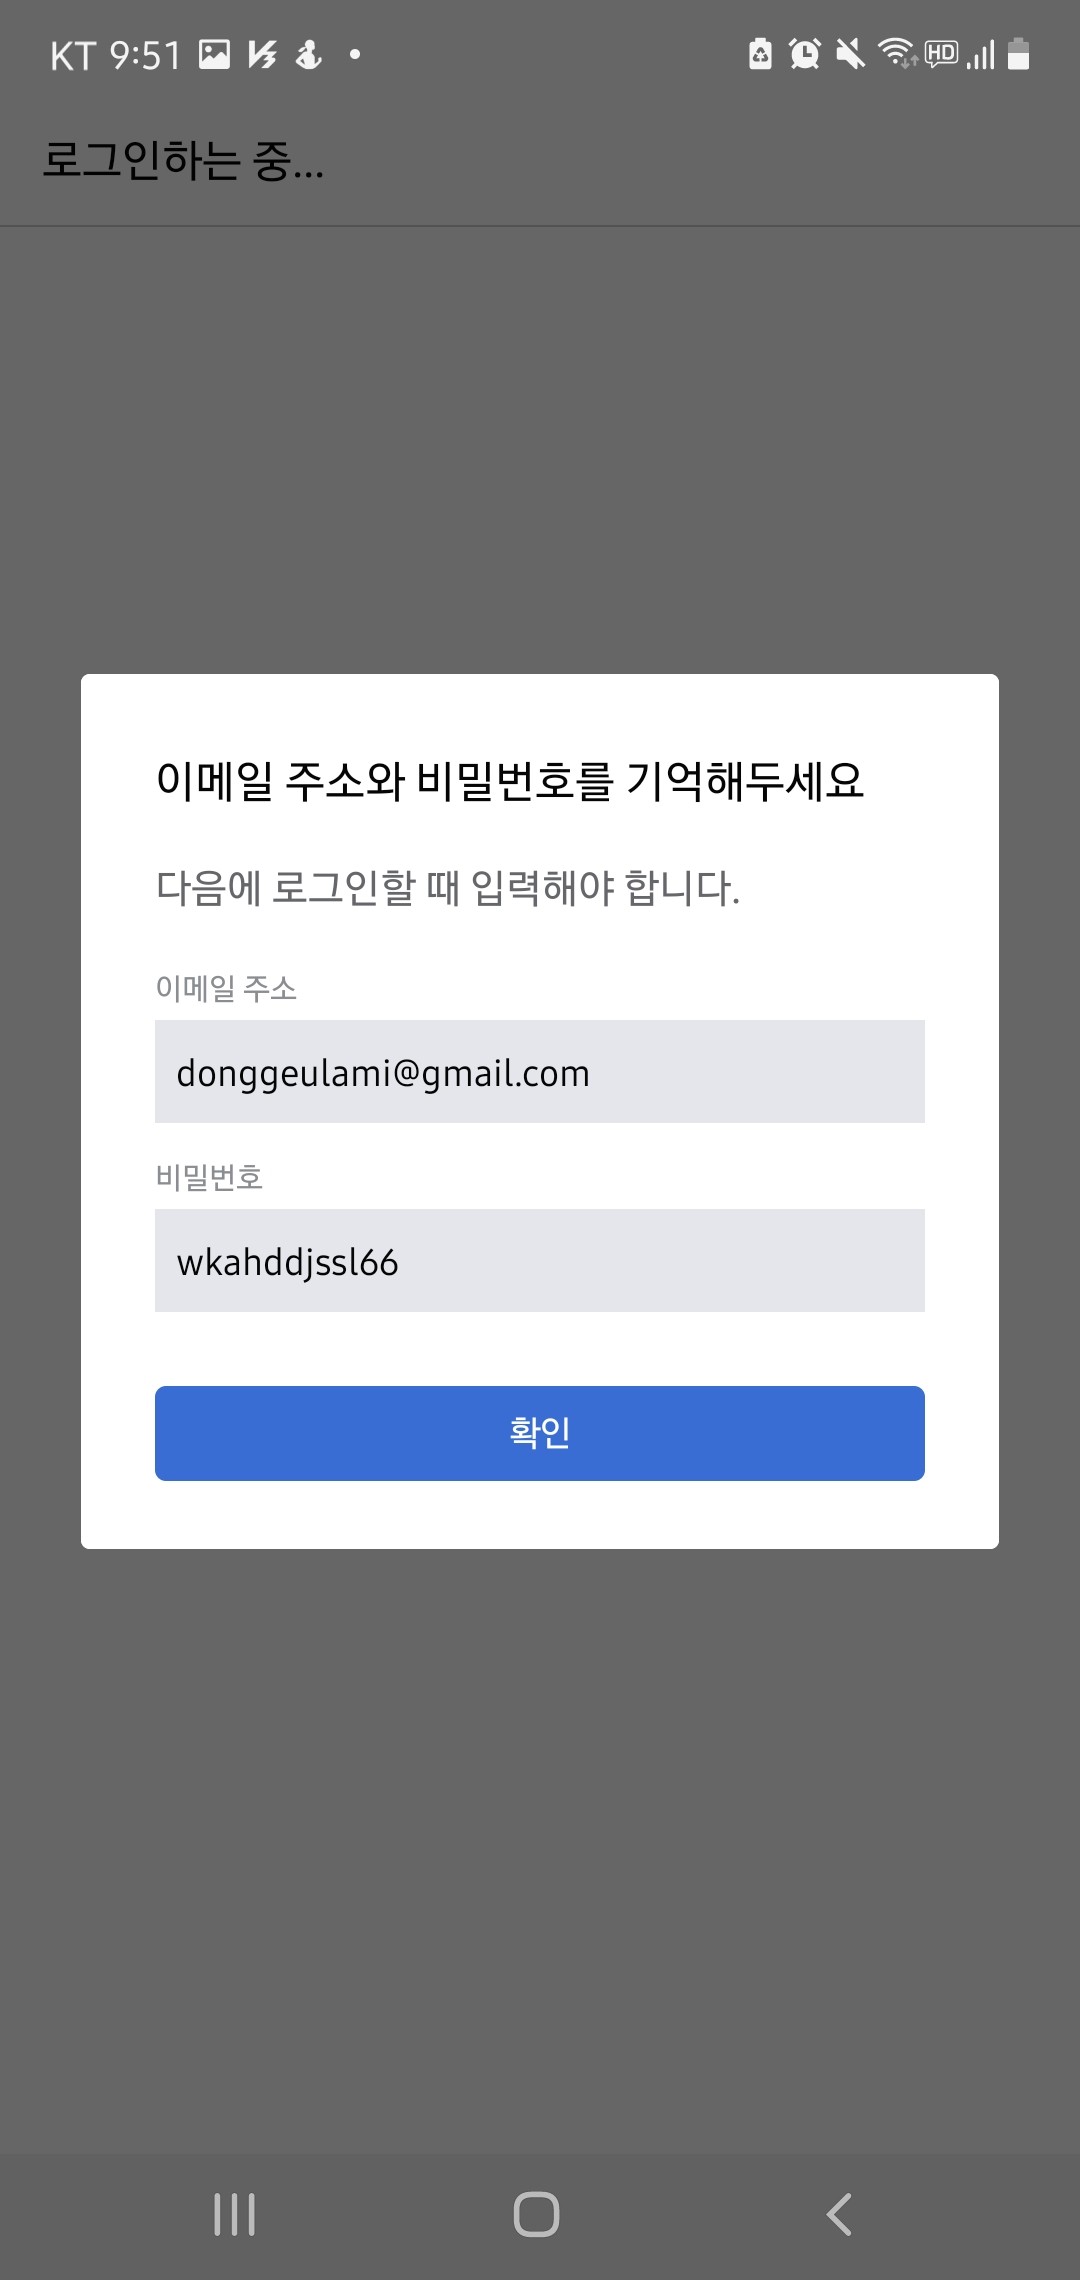 KT 9:51
HD
로그인하는 중...
이메일 주소와 비밀번호를 기억해두세요
다음에 로그인할 때 입력해야 합니다.
이메일 주소
donggeulami@gmail.com
비밀번호
wkahddjssl66
확인